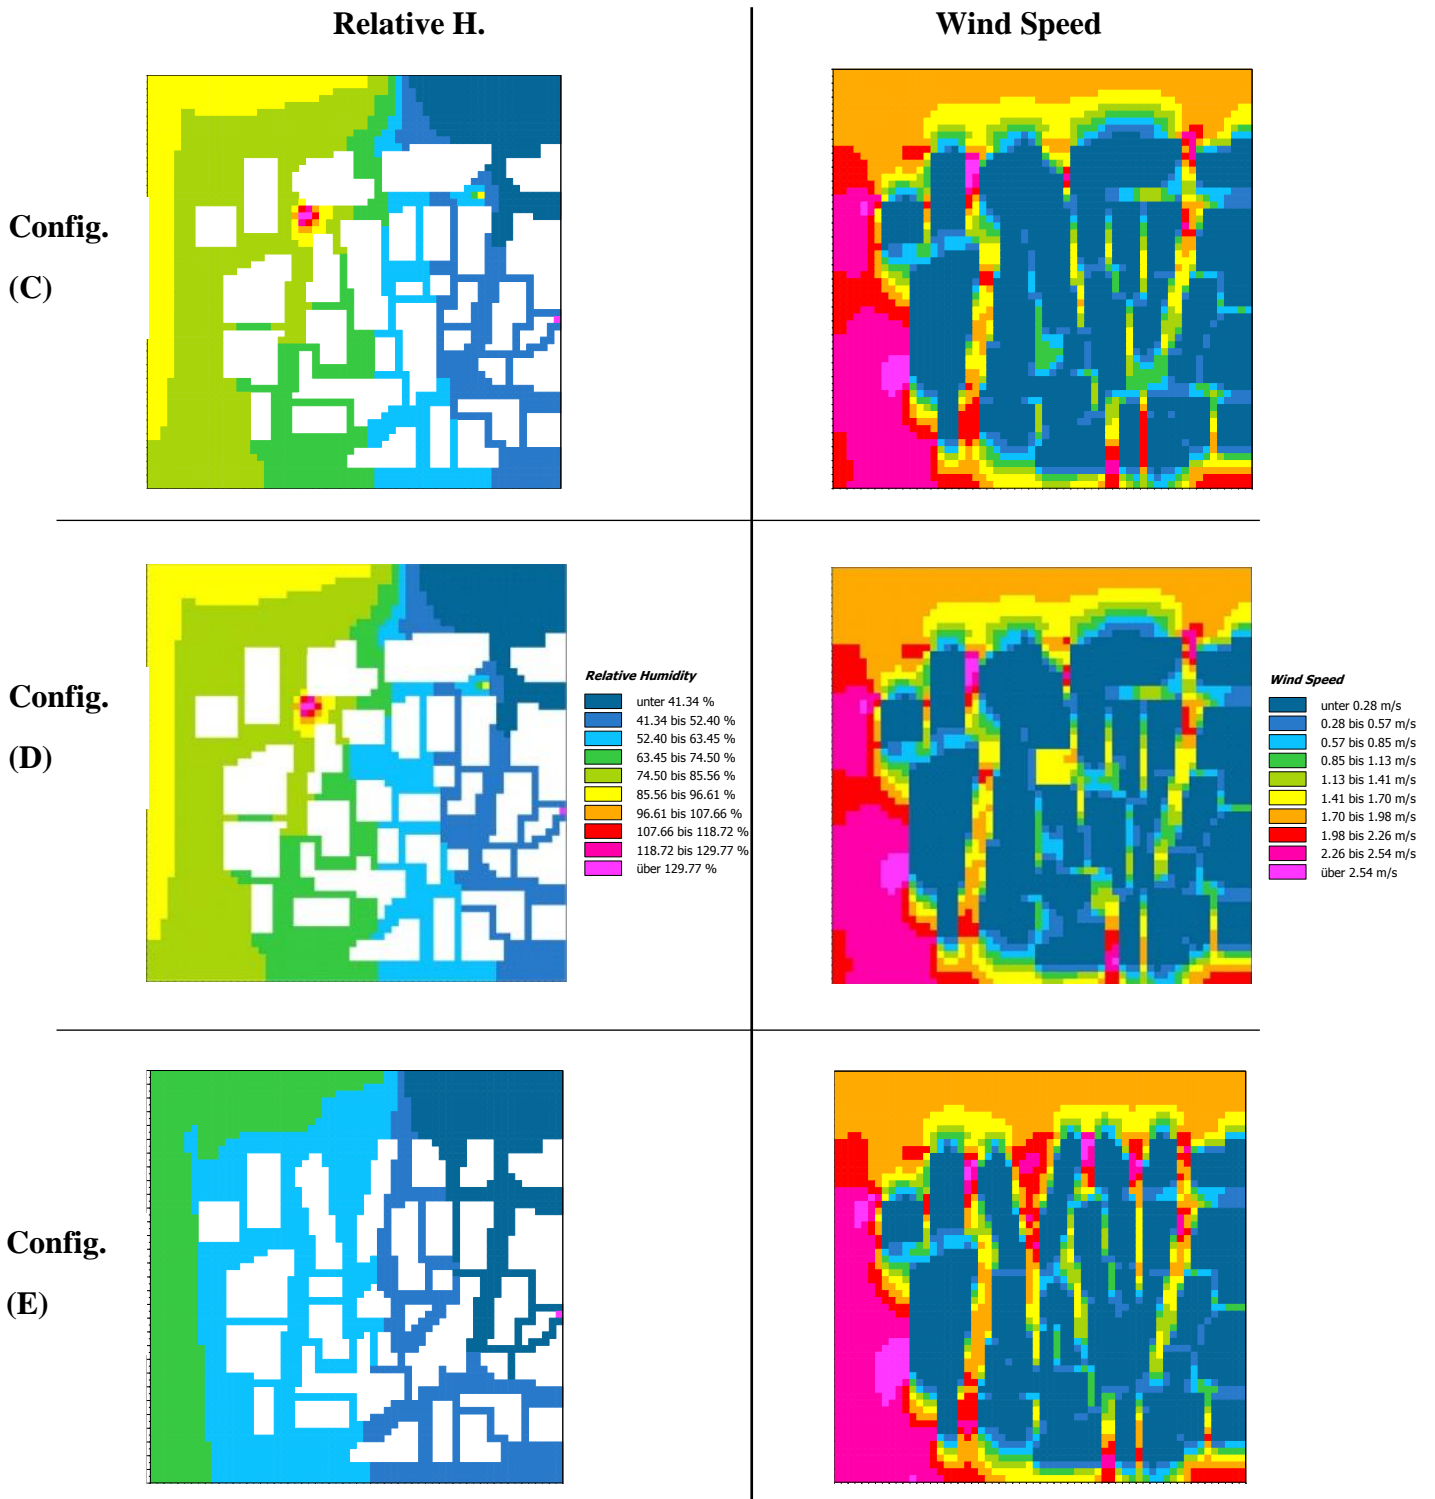 Relative H.
Wind Speed
Config.
(C)
Config.
(D)
Relative Humidity
unter 41.34 %
41.34 bis 52.40 %
52.40 bis 63.45 %
63.45 bis 74.50 %
74.50 bis 85.56 %
85.56 bis 96.61 %
96.61 bis 107.66 %
107.66 bis 118.72 %
118.72 bis 129.77 %
über 129.77 %
Wind Speed
unter 0.28 m/s
0.28 bis 0.57 m/s
0.57 bis 0.85 m/s
0.85 bis 1.13 m/s
1.13 bis 1.41 m/s
1.41 bis 1.70 m/s
1.70 bis 1.98 m/s
1.98 bis 2.26 m/s
2.26 bis 2.54 m/s
über 2.54 m/s
Config.
(E)